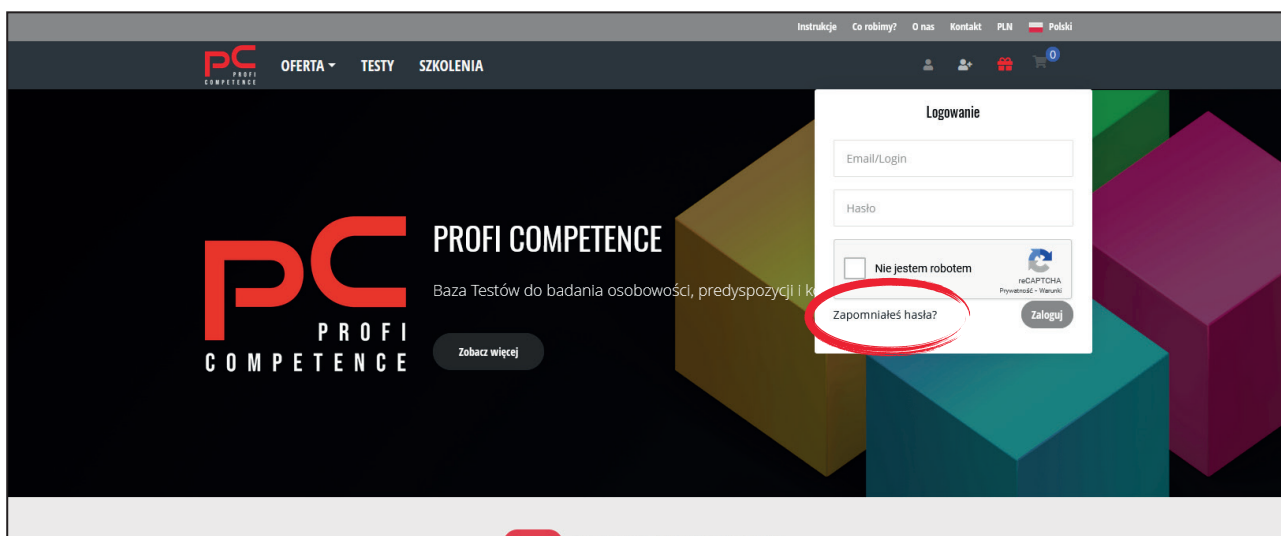 Instrukcje Co robimy? O nas Kontakt PLN Polski
PC
PROFI
COMPETENCE
OFERTA TESTY SZKOLENIA
0
Logowanie
Email/Login
Hasło
Nie jestem robotem
reCAPTCHA
Prywatność - Warunki
Zapomniałeś hasła?
Zaloguj
PC
PROFI
COMPETENCE
PROFI COMPETENCE
Baza Testów do badania osobowości, predyspozycji i
Zobacz więcej